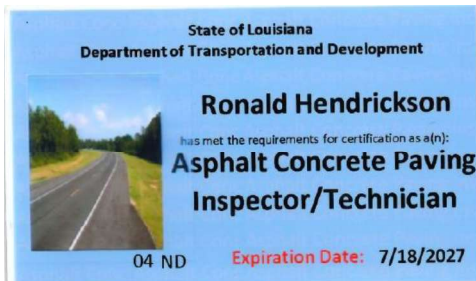 State of Louisiana
Department of Transportation and Development
Ronald Hendrickson
has met the requirements for certification as a(n):
Asphalt Concrete Paving
Inspector/Technician
04 ND
Expiration Date: 7/18/2027